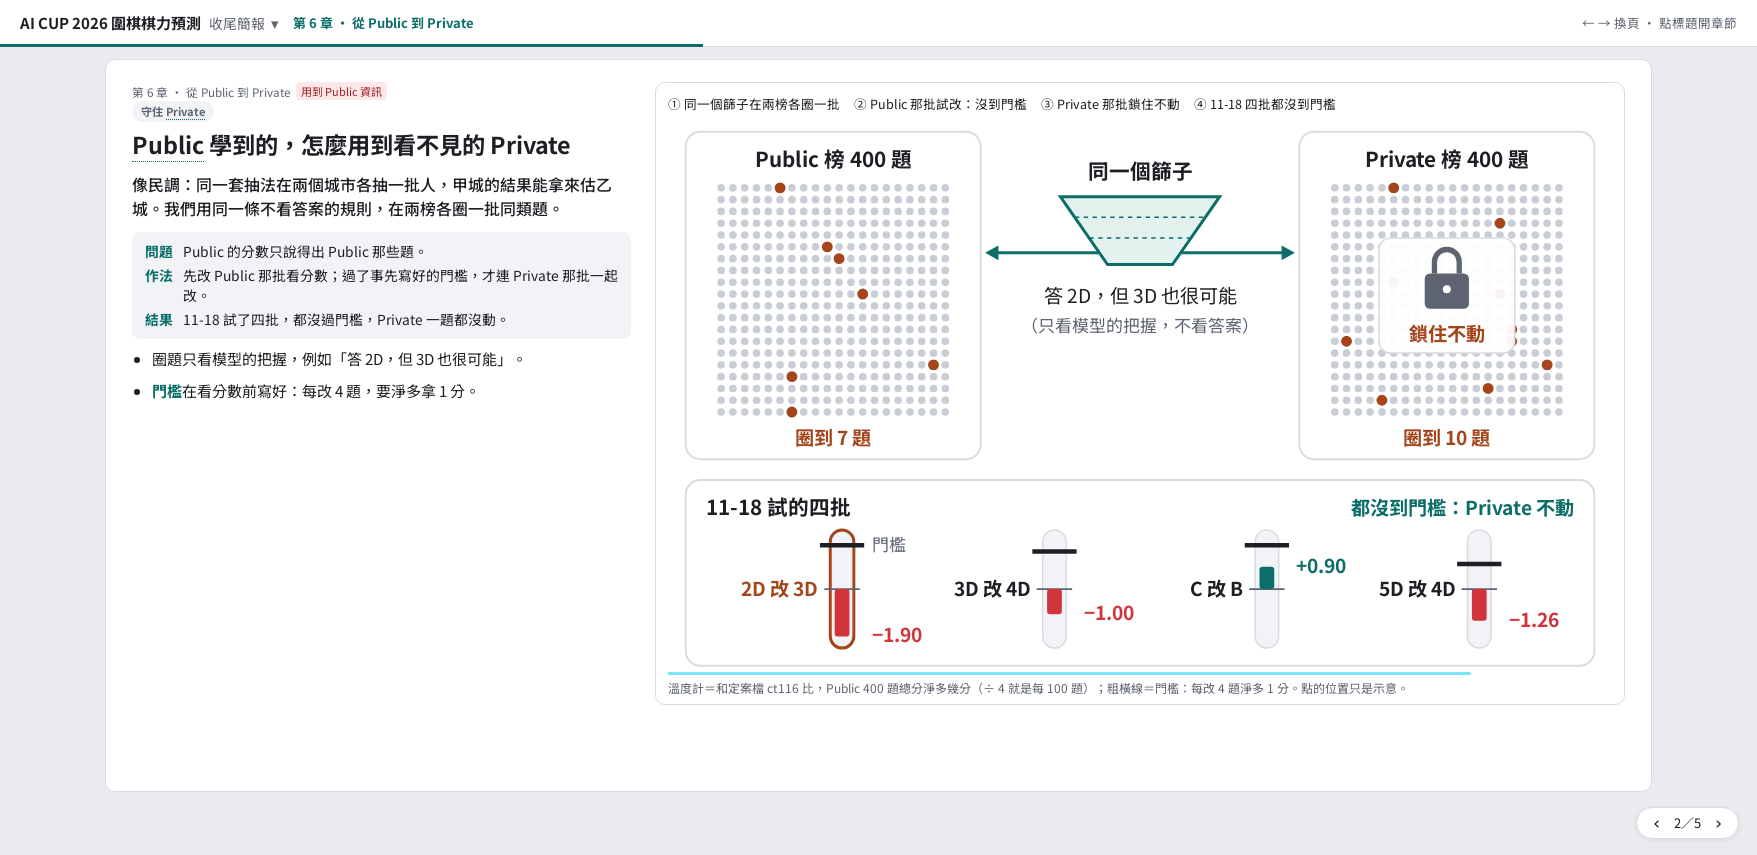 AI CUP 2026 圍棋棋力預測 收尾簡報 ▼ 第 6 章 · 從 Public 到 Private
← → 換頁 · 點標題開章節
第 6 章 · 從 Public 到 Private 用到 Public 資訊
守住 Private
Public 學到的，怎麼用到看不見的 Private
像民調：同一套抽法在兩個城市各抽一批人，甲城的結果能拿來估乙
城。我們用同一條不看答案的規則，在兩榜各圈一批同類題。
問題 Public 的分數只說得出 Public 那些題。
作法 先改 Public 那批看分數；過了事先寫好的門檻，才連 Private 那批一起
改。
結果 11-18 試了四批，都沒過門檻，Private 一題都沒動。
• 圈題只看模型的把握，例如「答 2D，但 3D 也很可能」。
• 門檻在看分數前寫好：每改 4 題，要淨多拿 1 分。
① 同一個篩子在兩榜各圈一批 ② Public 那批試改：沒到門檻 ③ Private 那批鎖住不動 ④ 11-18 四批都沒到門檻
Public 榜 400 題
圈到 7 題
同一個篩子
答 2D，但 3D 也很可能
（只看模型的把握，不看答案）
Private 榜 400 題
鎖住不動
圈到 10 題
11-18 試的四批
都沒到門檻：Private 不動
門檻
2D 改 3D
−1.90
3D 改 4D
−1.00
C 改 B
+0.90
5D 改 4D
−1.26
溫度計＝和定案檔 ct116 比，Public 400 題總分淨多幾分（÷ 4 就是每 100 題）；粗橫線＝門檻：每改 4 題淨多 1 分。點的位置只是示意。
‹ 2／5 ›